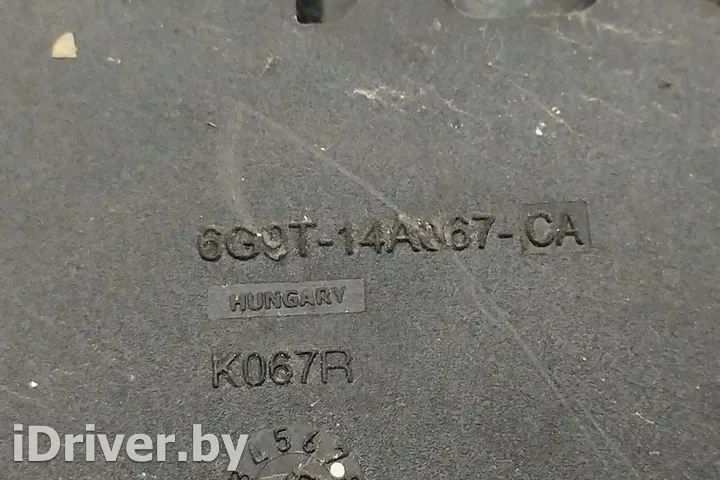 6G9T-14A067-CA
HUNGARY
K067R
iDriver.by